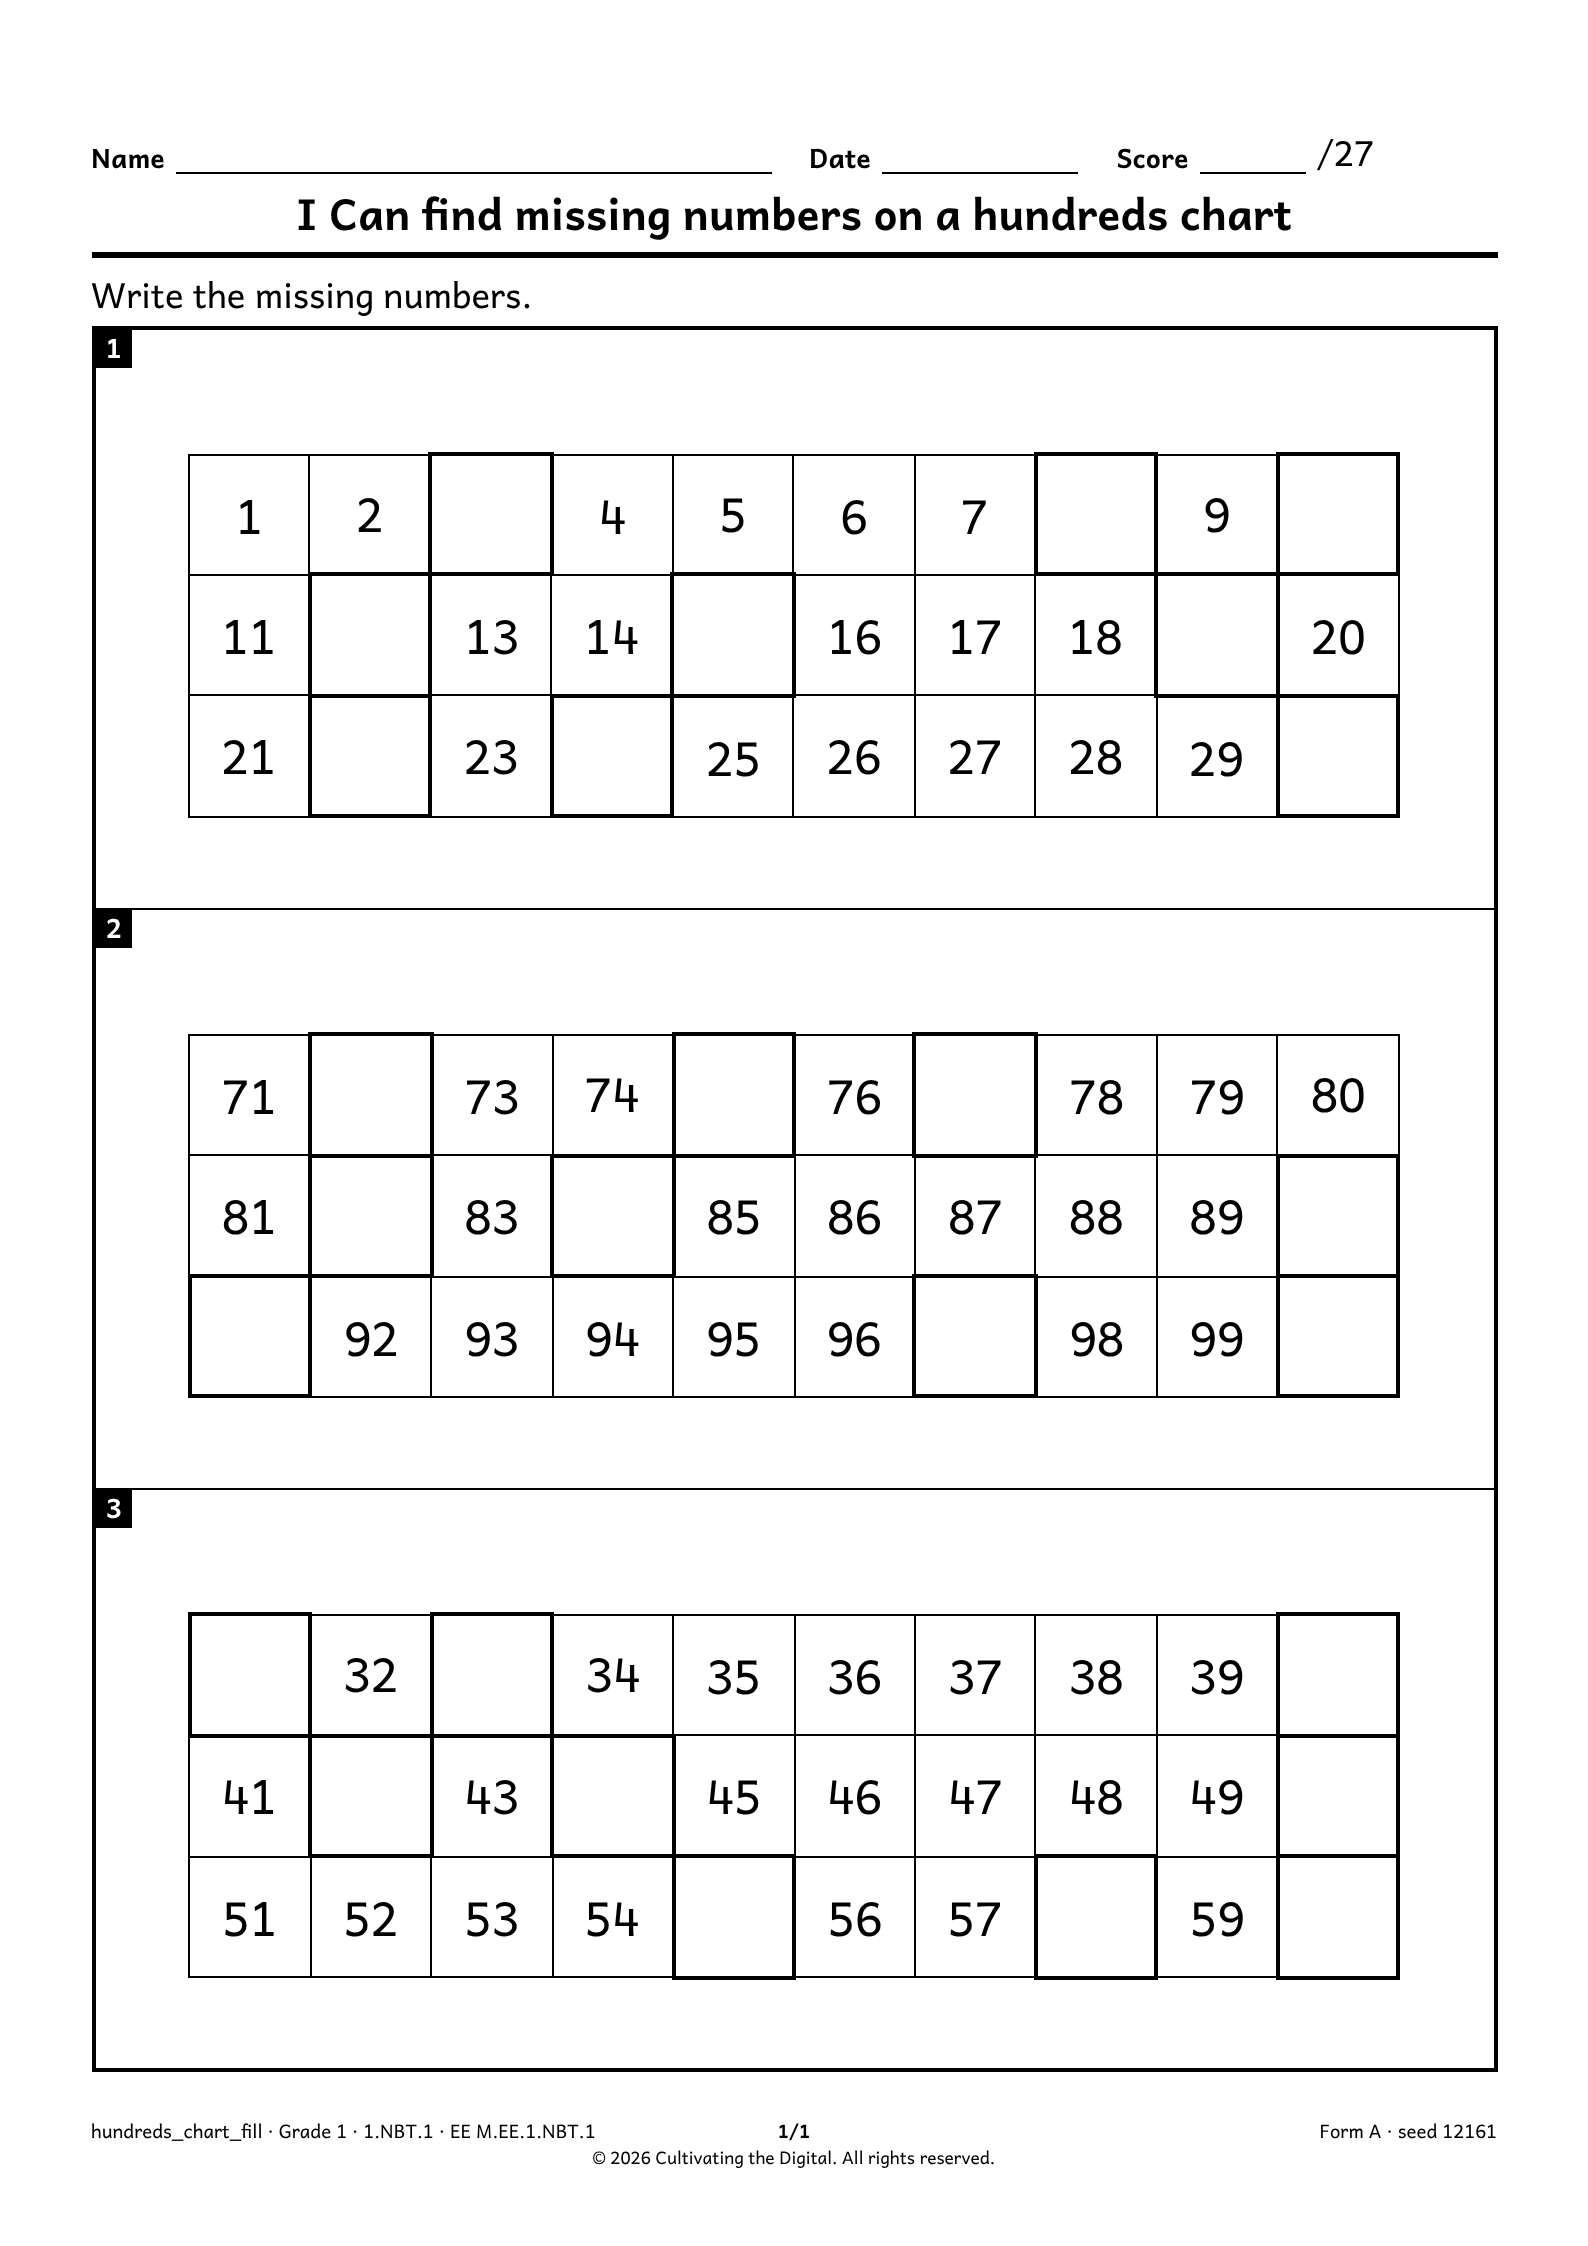 Name Date Score /27
I Can find missing numbers on a hundreds chart
Write the missing numbers.
1
1 2 4 5 6 7 9
11 13 14 16 17 18 20
21 23 25 26 27 28 29
2
71 73 74 76 78 79 80
81 83 85 86 87 88 89
92 93 94 95 96 98 99
3
32 34 35 36 37 38 39
41 43 45 46 47 48 49
51 52 53 54 56 57 59
hundreds_chart_fill · Grade 1 · 1.NBT.1 · EE M.EE.1.NBT.1 1/1 Form A · seed 12161
© 2026 Cultivating the Digital. All rights reserved.